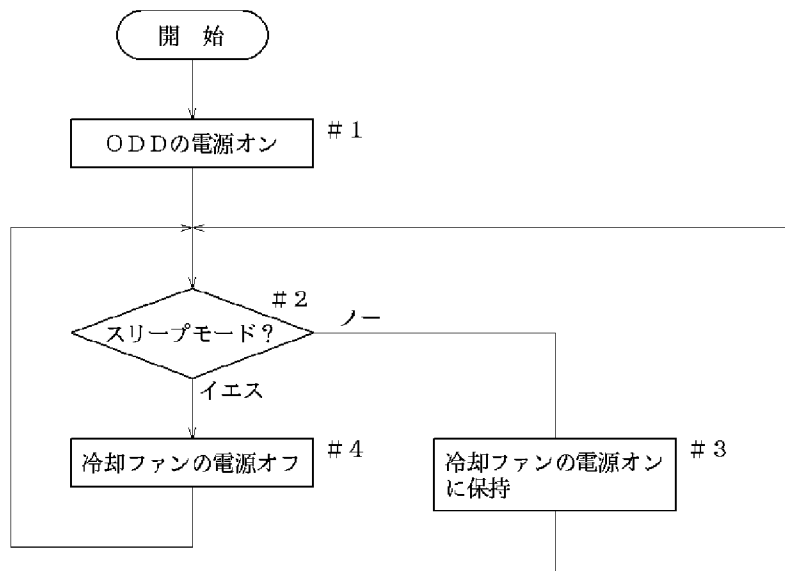 開 始
ODDの電源オン
#1
#2
スリープモード?
ノー
イエス
冷却ファンの電源オフ
#4
冷却ファンの電源オン
に保持
#3